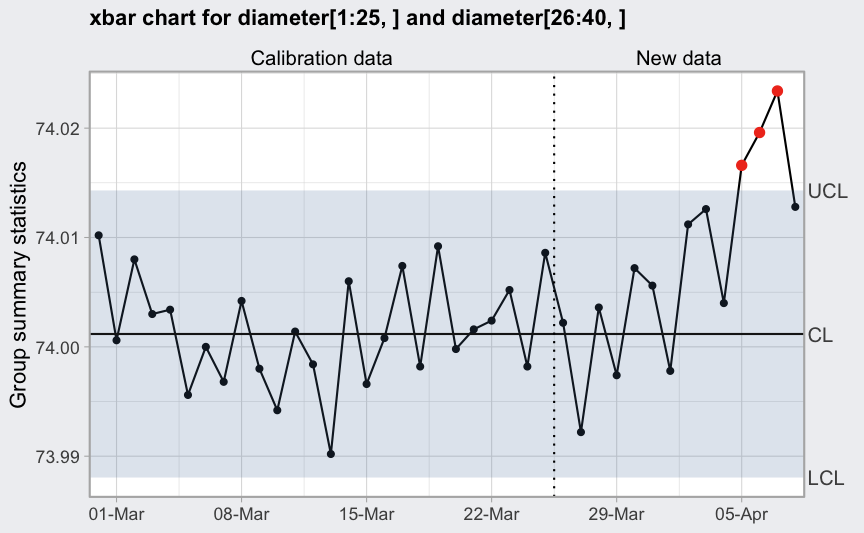 xbar chart for diameter[1:25, ] and diameter[26:40, ]
Calibration data
New data
Group summary statistics
74.02
74.01
74.00
73.99
UCL
CL
LCL
01-Mar
08-Mar
15-Mar
22-Mar
29-Mar
05-Apr